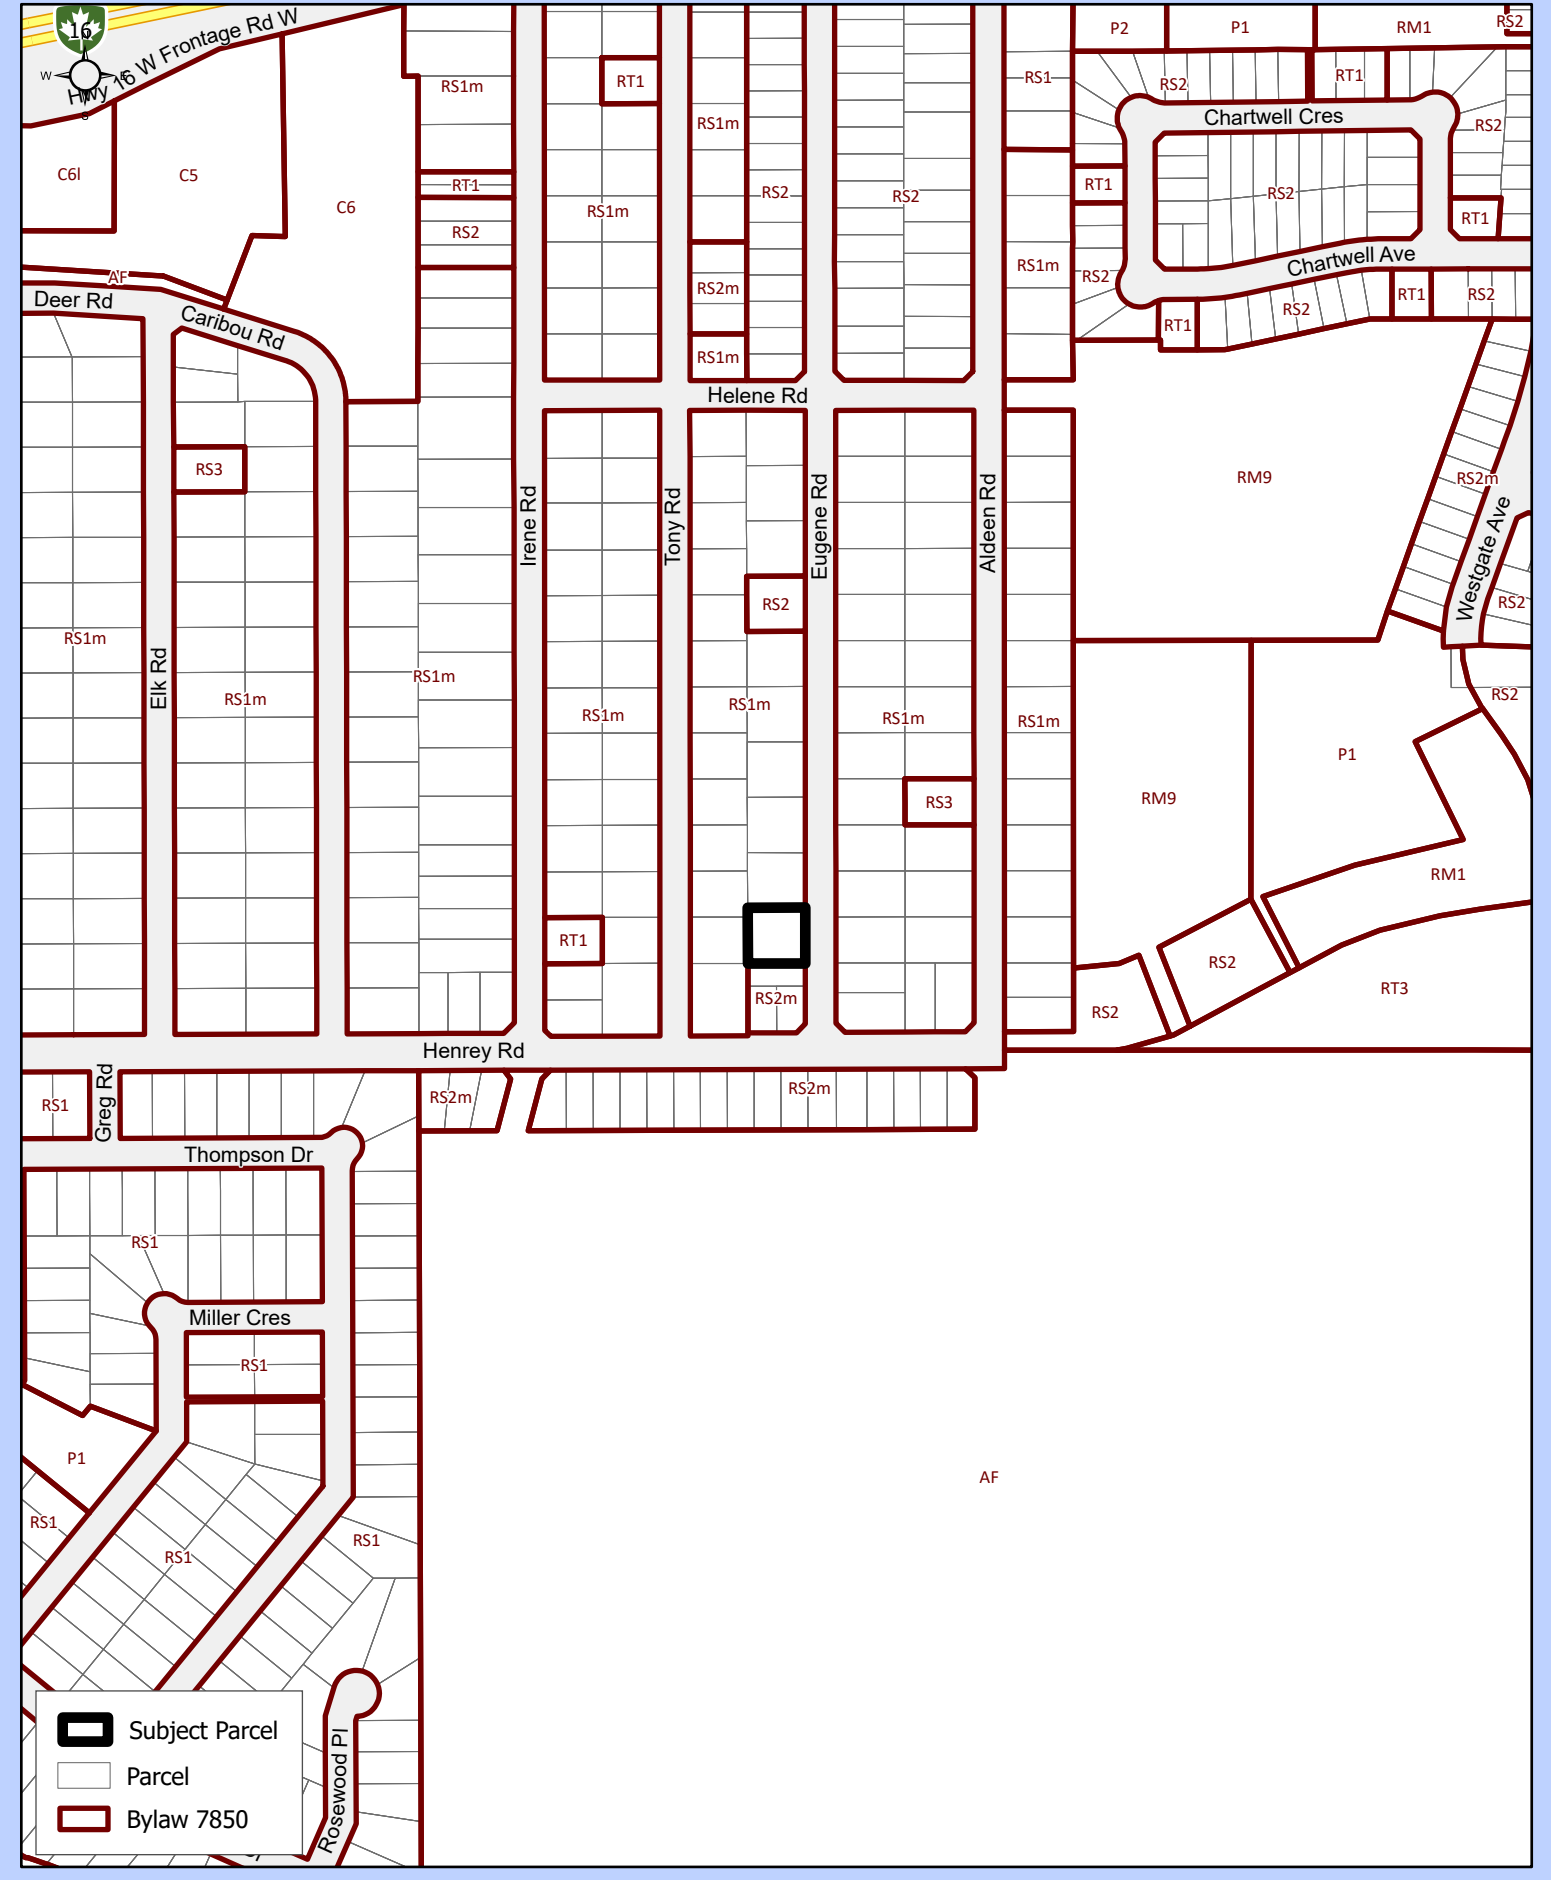 16
Hwy 16 W Frontage Rd W
W
E
S
P2
P1
RM1
RS2
RS1m
RT1
RS1
RS2
RT1
Chartwell Cres
RS1m
RS2
C6l
C5
C6
RT1
RS1m
RS2
RS2
RT1
RS2
RT1
RS2
Chartwell Ave
AF
RS2m
RS1m
RS2
Deer Rd
Caribou Rd
RS2
RT1
RS2
RT1
RS1m
Helene Rd
RS3
RM9
RS2m
Irene Rd
Tony Rd
Eugene Rd
Aldeen Rd
Westgate Ave
RS2
RS2
RS1m
Elk Rd
RS1m
RS1m
RS1m
RS1m
RS1m
RS1m
RS2
P1
RM9
RS3
RM1
RT1
RS2
RT3
RS2m
RS2
Henrey Rd
RS1
Greg Rd
RS2m
RS2m
Thompson Dr
RS1
Miller Cres
RS1
P1
AF
RS1
RS1
RS1
Rosewood Pl
Subject Parcel
Parcel
Bylaw 7850